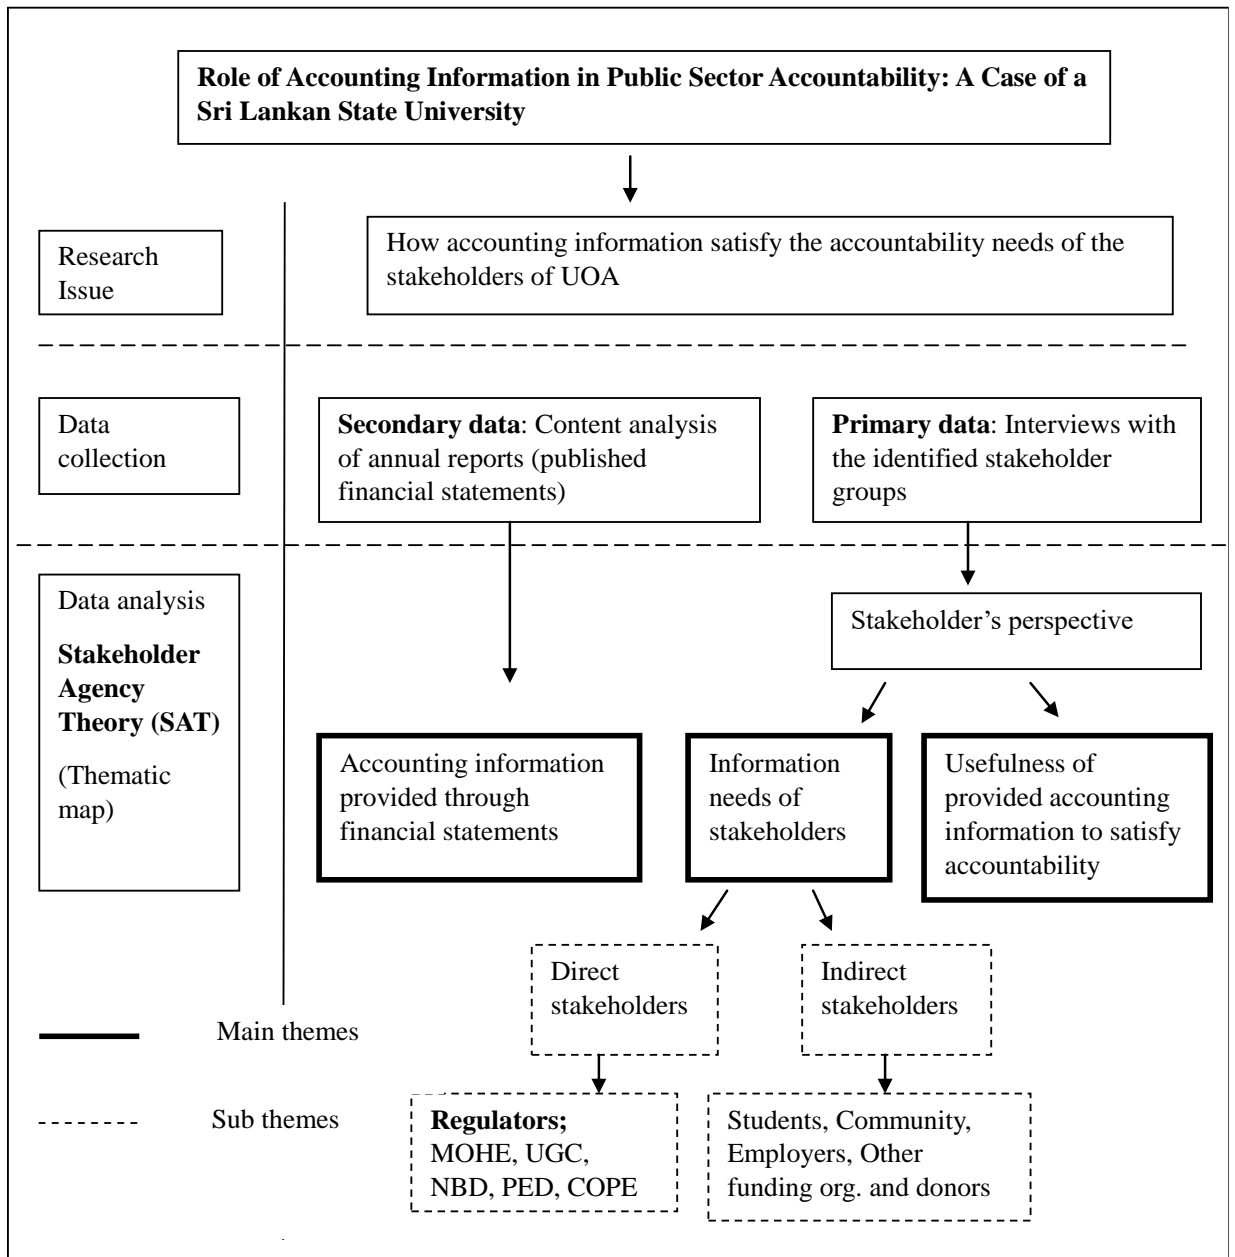 Role of Accounting Information in Public Sector Accountability: A Case of a
Sri Lankan State University
Research
Issue
How accounting information satisfy the accountability needs of the
stakeholders of UOA
Data
collection
Secondary data: Content analysis
of annual reports (published
financial statements)
Primary data: Interviews with
the identified stakeholder
groups
Data analysis
Stakeholder
Agency
Theory (SAT)
(Thematic
map)
Stakeholder’s perspective
Accounting information
provided through
financial statements
Information
needs of
stakeholders
Usefulness of
provided accounting
information to satisfy
accountability
Direct
stakeholders
Indirect
stakeholders
Main themes
Sub themes
Regulators;
MOHE, UGC,
NBD, PED, COPE
Students, Community,
Employers, Other
funding org. and donors